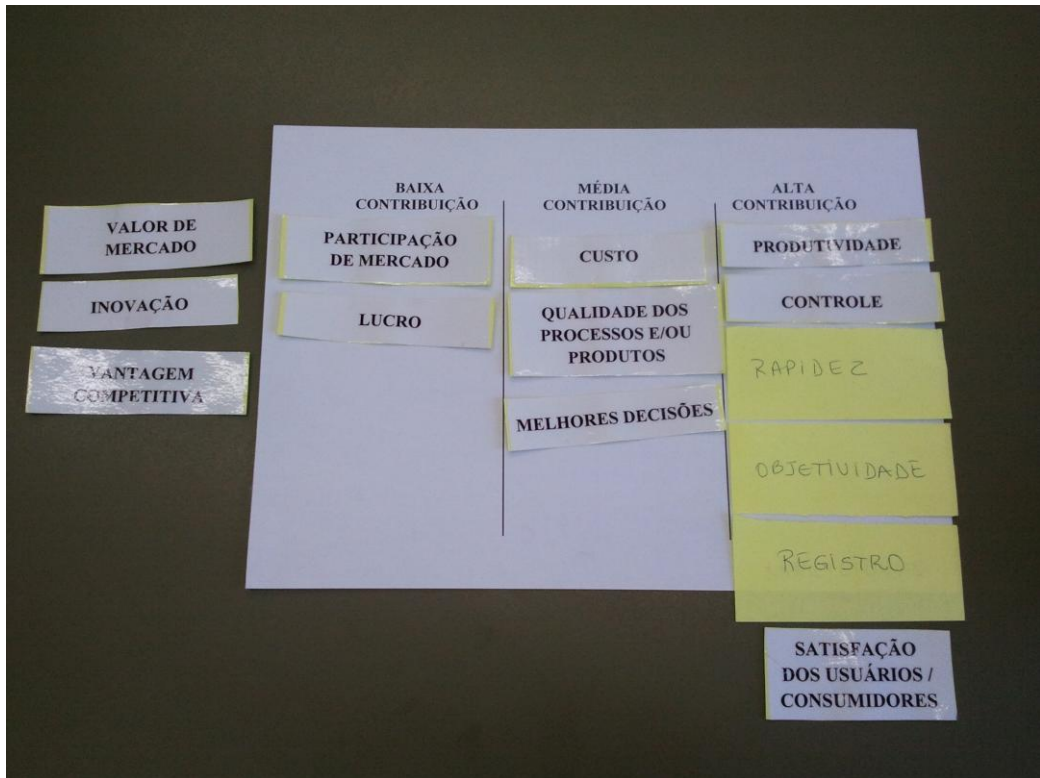 VALOR DE
MERCADO
INOVAÇÃO
VANTAGEM
COMPETITIVA
BAIXA
CONTRIBUIÇÃO
PARTICIPAÇÃO
DE MERCADO
LUCRO
MÉDIA
CONTRIBUIÇÃO
CUSTO
QUALIDADE DOS
PROCESSOS E/OU
PRODUTOS
MELHORES DECISÕES
ALTA
CONTRIBUIÇÃO
PRODUTIVIDADE
CONTROLE
RAPIDEZ
OBJETIVIDADE
REGISTRO
SATISFAÇÃO
DOS USUÁRIOS /
CONSUMIDORES